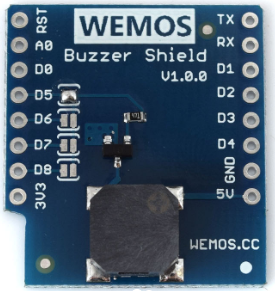 WEMOS
Buzzer Shield
V1.0.0
RST
A0
D0
D5
D6
D7
D8
3V3
TX
RX
D1
D2
D3
D4
GND
5V
WEMOS.CC